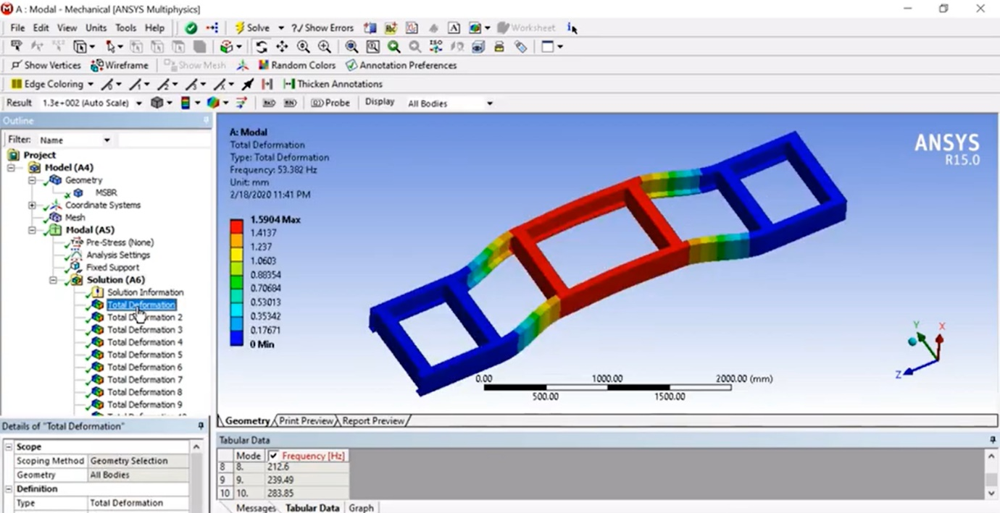 A : Modal - Mechanical [ANSYS Multiphysics]
File Edit View Units Tools Help Solve ?/ Show Errors Worksheet
Show Vertices Wireframe Show Mesh Random Colors Annotation Preferences
Edge Coloring Thicken Annotations
Result 1.3e+002 (Auto Scale) Probe Display All Bodies
Outline
Filter: Name
Project
Model (A4)
Geometry
MSBR
Coordinate Systems
Mesh
Modal (A5)
Pre-Stress (None)
Analysis Settings
Fixed Support
Solution (A6)
Solution Information
Total Deformation
Total Deformation 2
Total Deformation 3
Total Deformation 4
Total Deformation 5
Total Deformation 6
Total Deformation 7
Total Deformation 8
Total Deformation 9
A: Modal
Total Deformation
Type: Total Deformation
Frequency: 53.382 Hz
Unit: mm
2/18/2020 11:41 PM
1.5904 Max
1.4137
1.237
1.0603
0.88354
0.70684
0.53013
0.35342
0.17671
0 Min
ANSYS
R15.0
Y X
Z
0.00 1000.00 2000.00 (mm)
500.00 1500.00
Geometry Print Preview Report Preview
Details of "Total Deformation"
Scope
Scoping Method Geometry Selection
Geometry All Bodies
Definition
Type Total Deformation
Tabular Data
Mode Frequency [Hz]
8 8. 212.6
9 9. 239.49
10 10. 283.85
Messages Tabular Data Graph